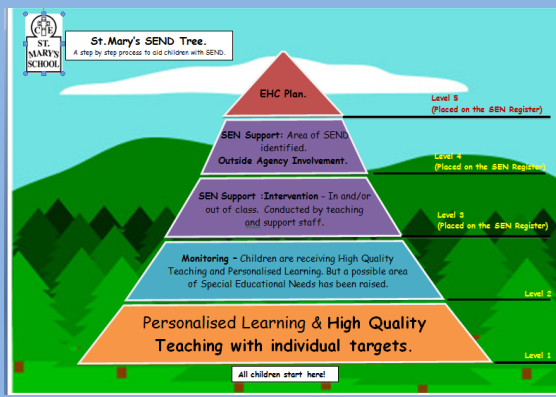 C E
ST.
MARY'S
SCHOOL
St.Mary's SEND Tree.
A step by step process to aid children with SEND.
EHC Plan.
Level 5
(Placed on the SEN Register)
SEN Support: Area of SEND
identified.
Outside Agency Involvement.
Level 4
(Placed on the SEN Register)
SEN Support :Intervention - In and/or
out of class. Conducted by teaching
and support staff.
Level 3
(Placed on the SEN Register)
Monitoring – Children are receiving High Quality
Teaching and Personalised Learning. But a possible area
of Special Educational Needs has been raised.
Level 2
Personalised Learning & High Quality
Teaching with individual targets.
Level 1
All children start here!